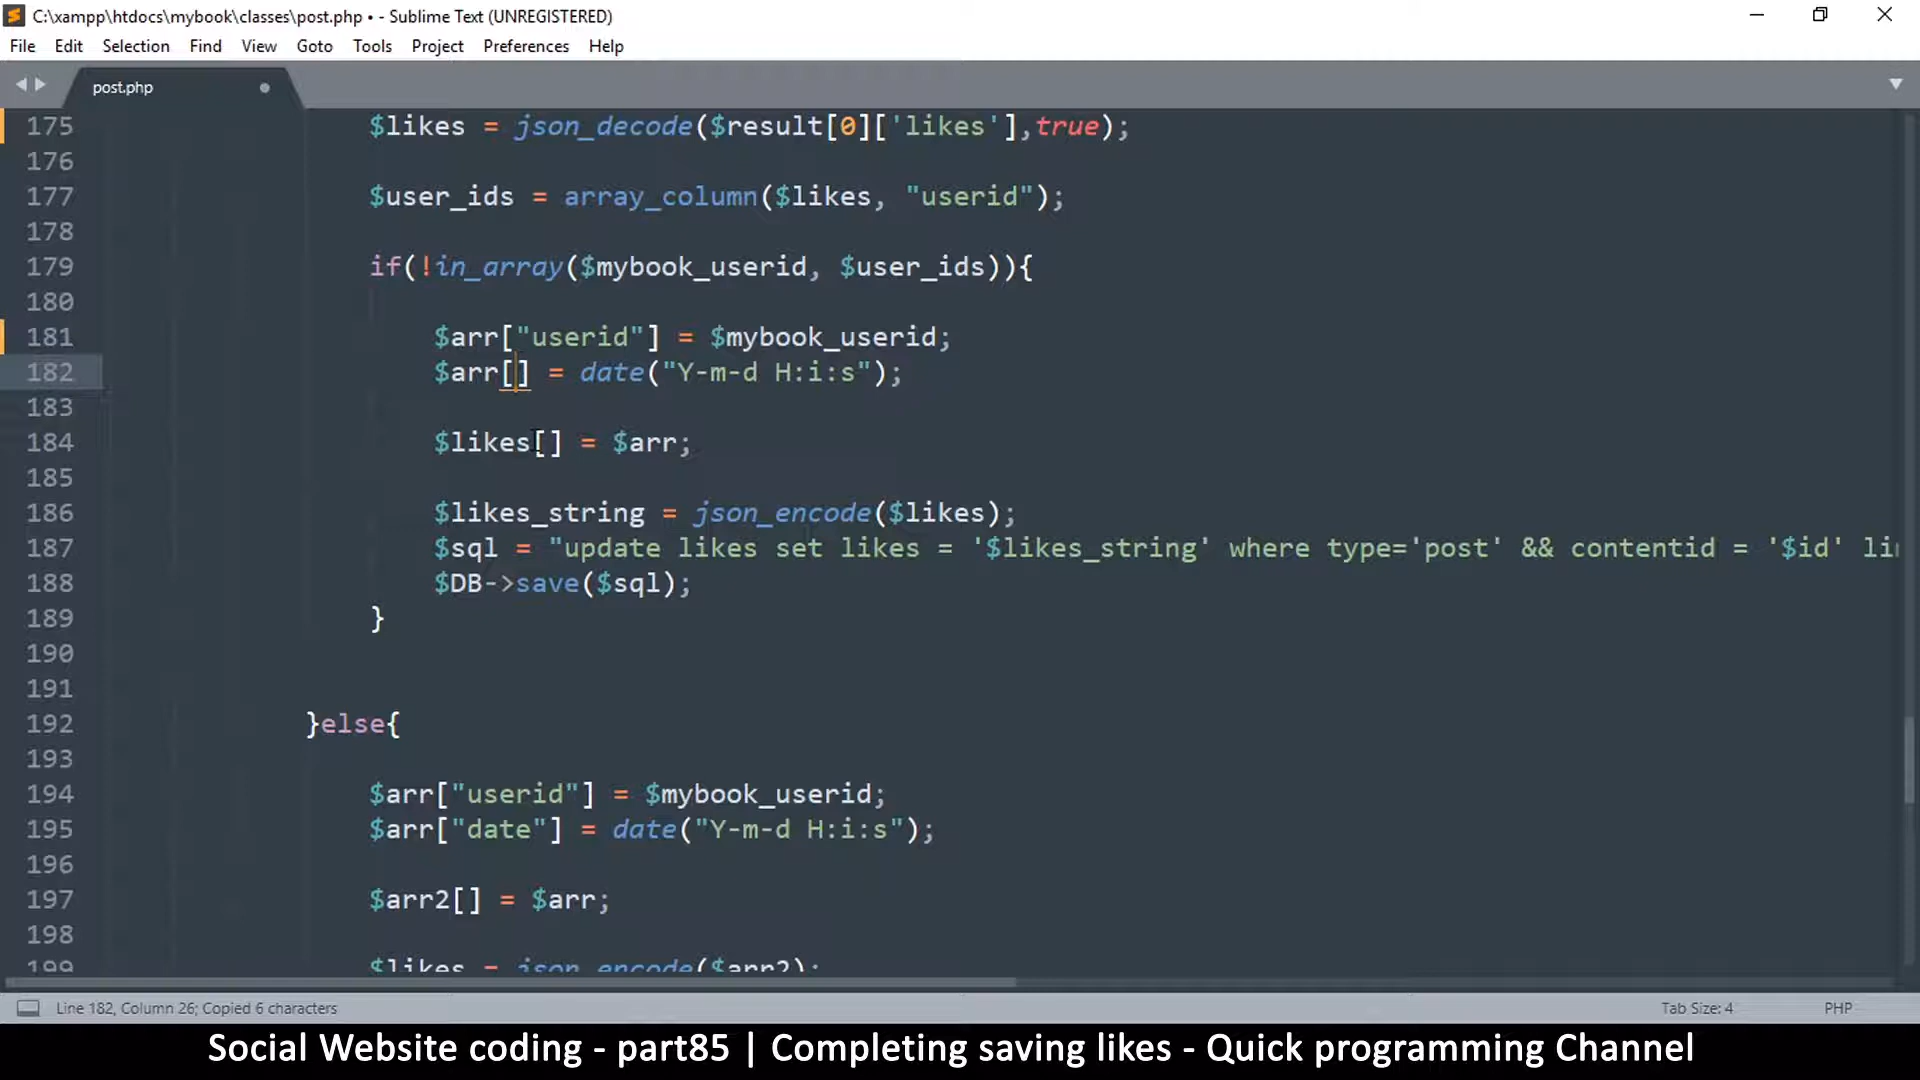 C:\xampp\htdocs\mybook\classes\post.php • - Sublime Text (UNREGISTERED)
File Edit Selection Find View Goto Tools Project Preferences Help
post.php
175 $likes = json_decode($result[0]['likes'],true);
176
177 $user_ids = array_column($likes, "userid");
178
179 if(!in_array($mybook_userid, $user_ids)){
180
181 $arr["userid"] = $mybook_userid;
182 $arr[] = date("Y-m-d H:i:s");
183
184 $likes[] = $arr;
185
186 $likes_string = json_encode($likes);
187 $sql = "update likes set likes = '$likes_string' where type='post' && contentid = '$id' li
188 $DB->save($sql);
189 }
190
191
192 }else{
193
194 $arr["userid"] = $mybook_userid;
195 $arr["date"] = date("Y-m-d H:i:s");
196
197 $arr2[] = $arr;
198
199 $likes = json_encode($arr2);
Line 182, Column 26; Copied 6 characters Tab Size: 4 PHP
Social Website coding - part85 | Completing saving likes - Quick programming Channel